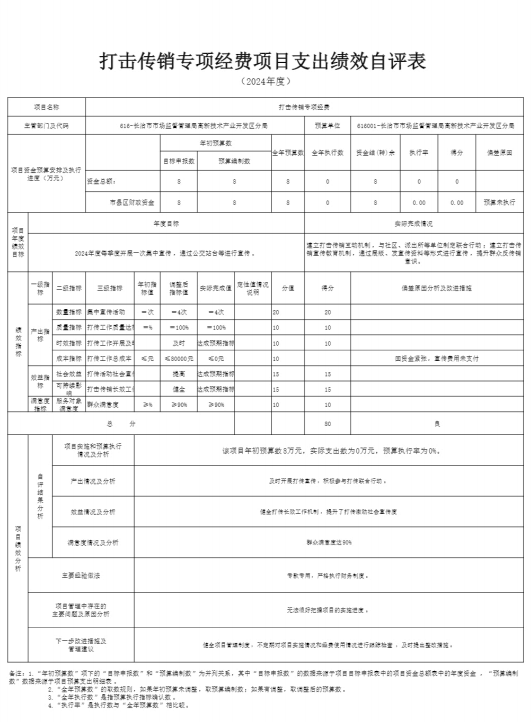 打击传销专项经费项目支出绩效自评表
（2024年度）
项目名称 打击传销专项经费
主管部门及代码 616-长治市市场监督管理局高新技术产业开发区分局 预算单位 616001-长治市市场监督管理局高新技术产业开发区分局
项目资金预算安排及执行进度（万元） 年初预算数 全年预算数 全年执行数 资金结(转)余 执行率 得分 偏差原因
目标申报数 预算编制数
资金总额： 8 8 8 0 8 0 0
市县区财政资金 8 8 8 0 8 0.00 0.00 预算未执行
项目年度绩效目标 年度目标 实际完成情况
2024年度每季度开展一次集中宣传，通过公交站台等进行宣传。
建立打击传销互动机制，与社区、派出所等单位制定联合行动；建立打击传
销宣传教育机制，通过展板、发宣传资料等形式进行宣传，提升群众反传销
意识。
绩效指标 一级指标 二级指标 三级指标 年初指标值 调整后指标值 实际完成值 定性值情况说明 分值 得分 偏差原因分析及改进措施
产出指标 数量指标 集中宣传活动 ＝次 ＝4次 ＝4次 20 20
质量指标 打传工作质量达标 ＝% ＝100% ＝100% 10 10
时效指标 打传工作开展及时 及时 达成预期指标 10 10
成本指标 打传工作总成本 ≤元 ≤80000元 ≤0元 10 因资金紧张，宣传费用未支付
效益指标 社会效益 打传活动社会宣传 提高 达成预期指标 15 15
可持续影响 打击传销长效工作 健全 达成预期指标 15 15
满意度指标 服务对象满意度 群众满意度 ≥% ≥90% ≥90% 10 10
总 分 90 良
项目绩效分析 自评结果分析 项目实施和预算执行情况及分析 该项目年初预算数8万元，实际支出数为0万元，预算执行率为0%。
产出情况及分析 及时开展打传宣传，积极参与打传联合行动。
效益情况及分析 健全打传长效工作机制，提升了打传活动社会宣传度
满意度情况及分析 群众满意度达90%
主要经验做法 专款专用，严格执行财务制度。
项目管理中存在的主要问题及原因分析 无法很好把握项目的实施进度。
下一步改进措施及管理建议 健全项目管理制度，不定期对项目实施情况和经费使用情况进行跟踪检查，及时提出整改措施。
备注：1.“年初预算数”项下的“目标申报数”和“预算编制数”为并列关系，其中“目标申报数”的数据来源于项目目标申报表中的项目资金总额表中的年度资金，“预算编制
数”数据来源于项目预算支出明细表。
2.“全年预算数”的取数规则，如果年初预算未调整，取预算编制数；如果有调整，取调整后的预算数。
3.“全年执行数”是指预算执行指标确认数。
4.“执行率”是执行数与“全年预算数”相比较。